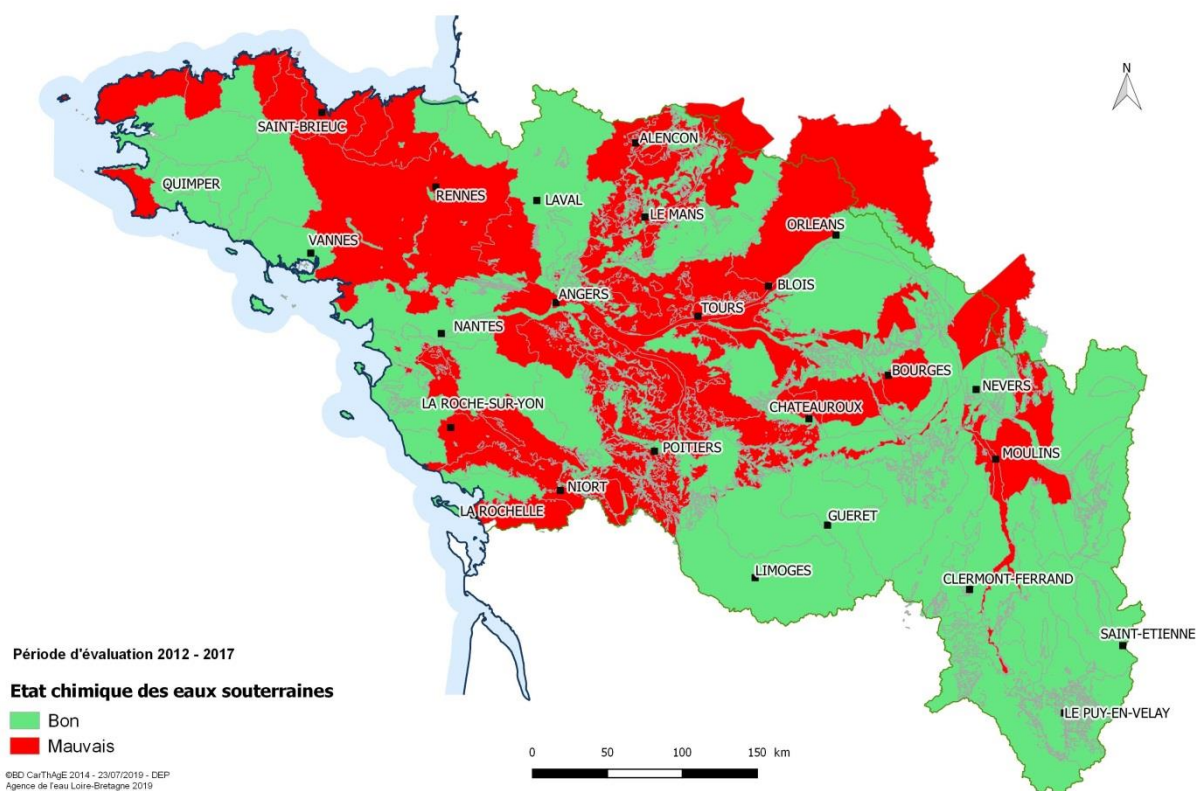 N
ALENCON
SAINT-BRIEUC
QUIMPER
RENNES
LAVAL
LE MANS
ORLEANS
VANNES
BLOIS
ANGERS
TOURS
NANTES
BOURGES
NEVERS
LA ROCHE-SUR-YON
CHATEAUROUX
POITIERS
MOULINS
NIORT
LA ROCHELLE
GUERET
LIMOGES
CLERMONT-FERRAND
SAINT-ETIENNE
LE PUY-EN-VELAY
Période d'évaluation 2012 - 2017
Etat chimique des eaux souterraines
Bon
Mauvais
0 50 100 150 km
©BD CarThAgE 2014 - 23/07/2019 - DEP
Agence de l'eau Loire-Bretagne 2019